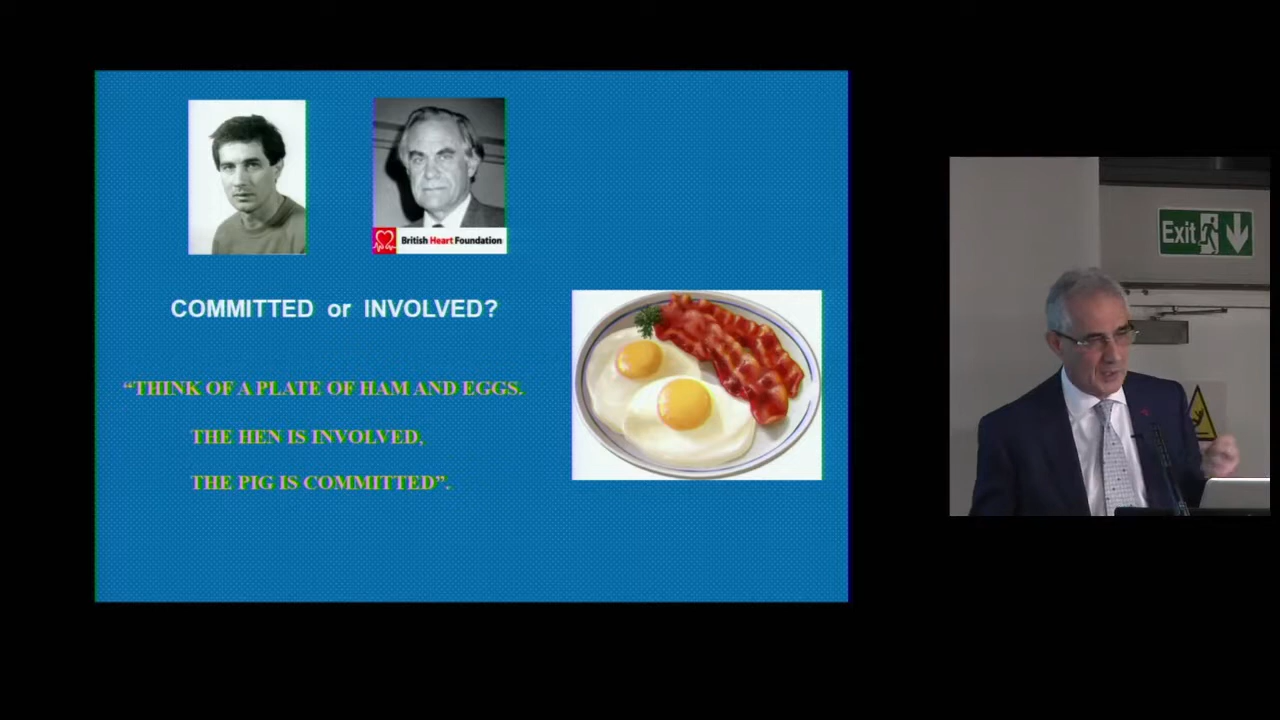 British Heart Foundation
COMMITTED or INVOLVED?
“THINK OF A PLATE OF HAM AND EGGS.
THE HEN IS INVOLVED,
THE PIG IS COMMITTED”.
Exit